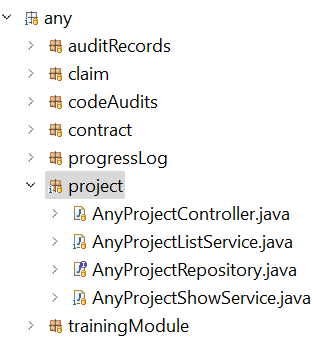 any
auditRecords
claim
codeAudits
contract
progressLog
project
AnyProjectController.java
AnyProjectListService.java
AnyProjectRepository.java
AnyProjectShowService.java
trainingModule